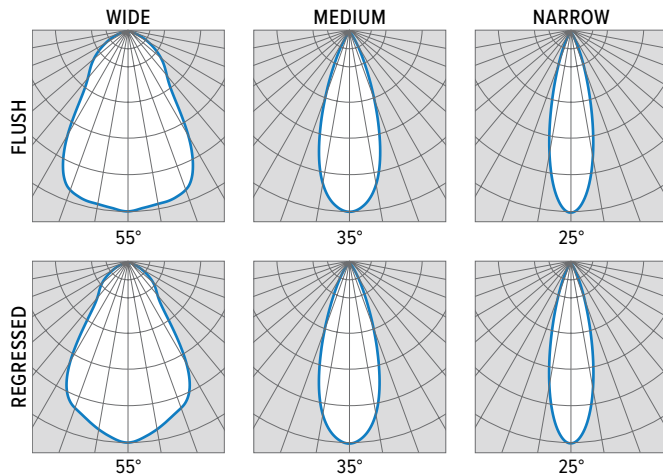 WIDE MEDIUM NARROW
FLUSH
55° 35° 25°
REGRESSED
55° 35° 25°